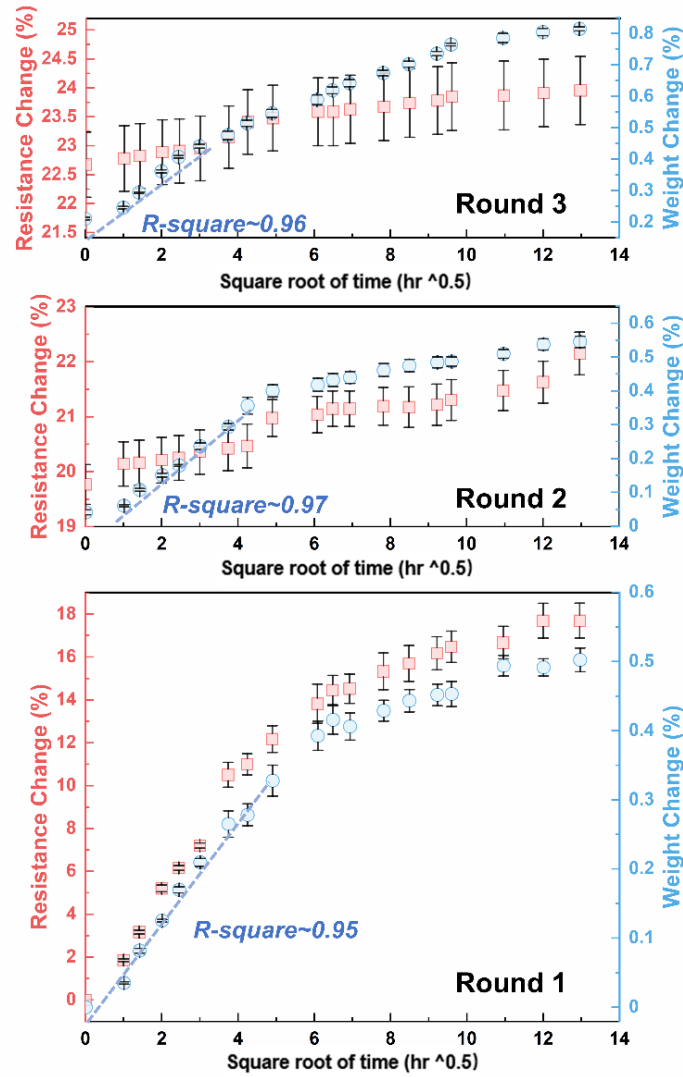 25
24.5
24
23.5
23
22.5
22
21.5
Resistance Change (%)
0.8
0.7
0.6
0.5
0.4
0.3
0.2
Weight Change (%)
R-square~0.96
Round 3
0 2 4 6 8 10 12 14
Square root of time (hr ^0.5)
23
22
21
20
19
Resistance Change (%)
0.6
0.5
0.4
0.3
0.2
0.1
0
Weight Change (%)
R-square~0.97
Round 2
0 2 4 6 8 10 12 14
Square root of time (hr ^0.5)
18
16
14
12
10
8
6
4
2
0
Resistance Change (%)
0.6
0.5
0.4
0.3
0.2
0.1
0
Weight Change (%)
R-square~0.95
Round 1
0 2 4 6 8 10 12 14
Square root of time (hr ^0.5)